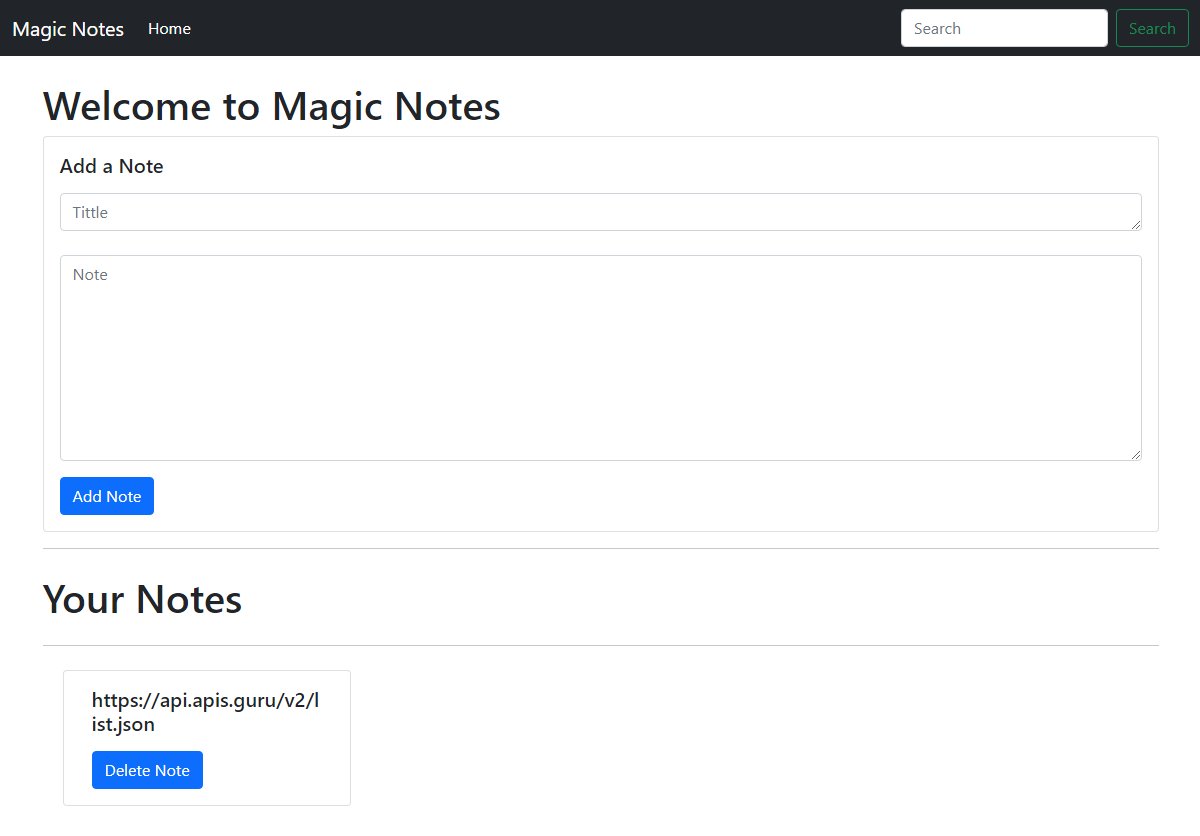 Magic Notes Home Search Search
Welcome to Magic Notes
Add a Note
Tittle
Note
Add Note
Your Notes
https://api.apis.guru/v2/l
ist.json
Delete Note